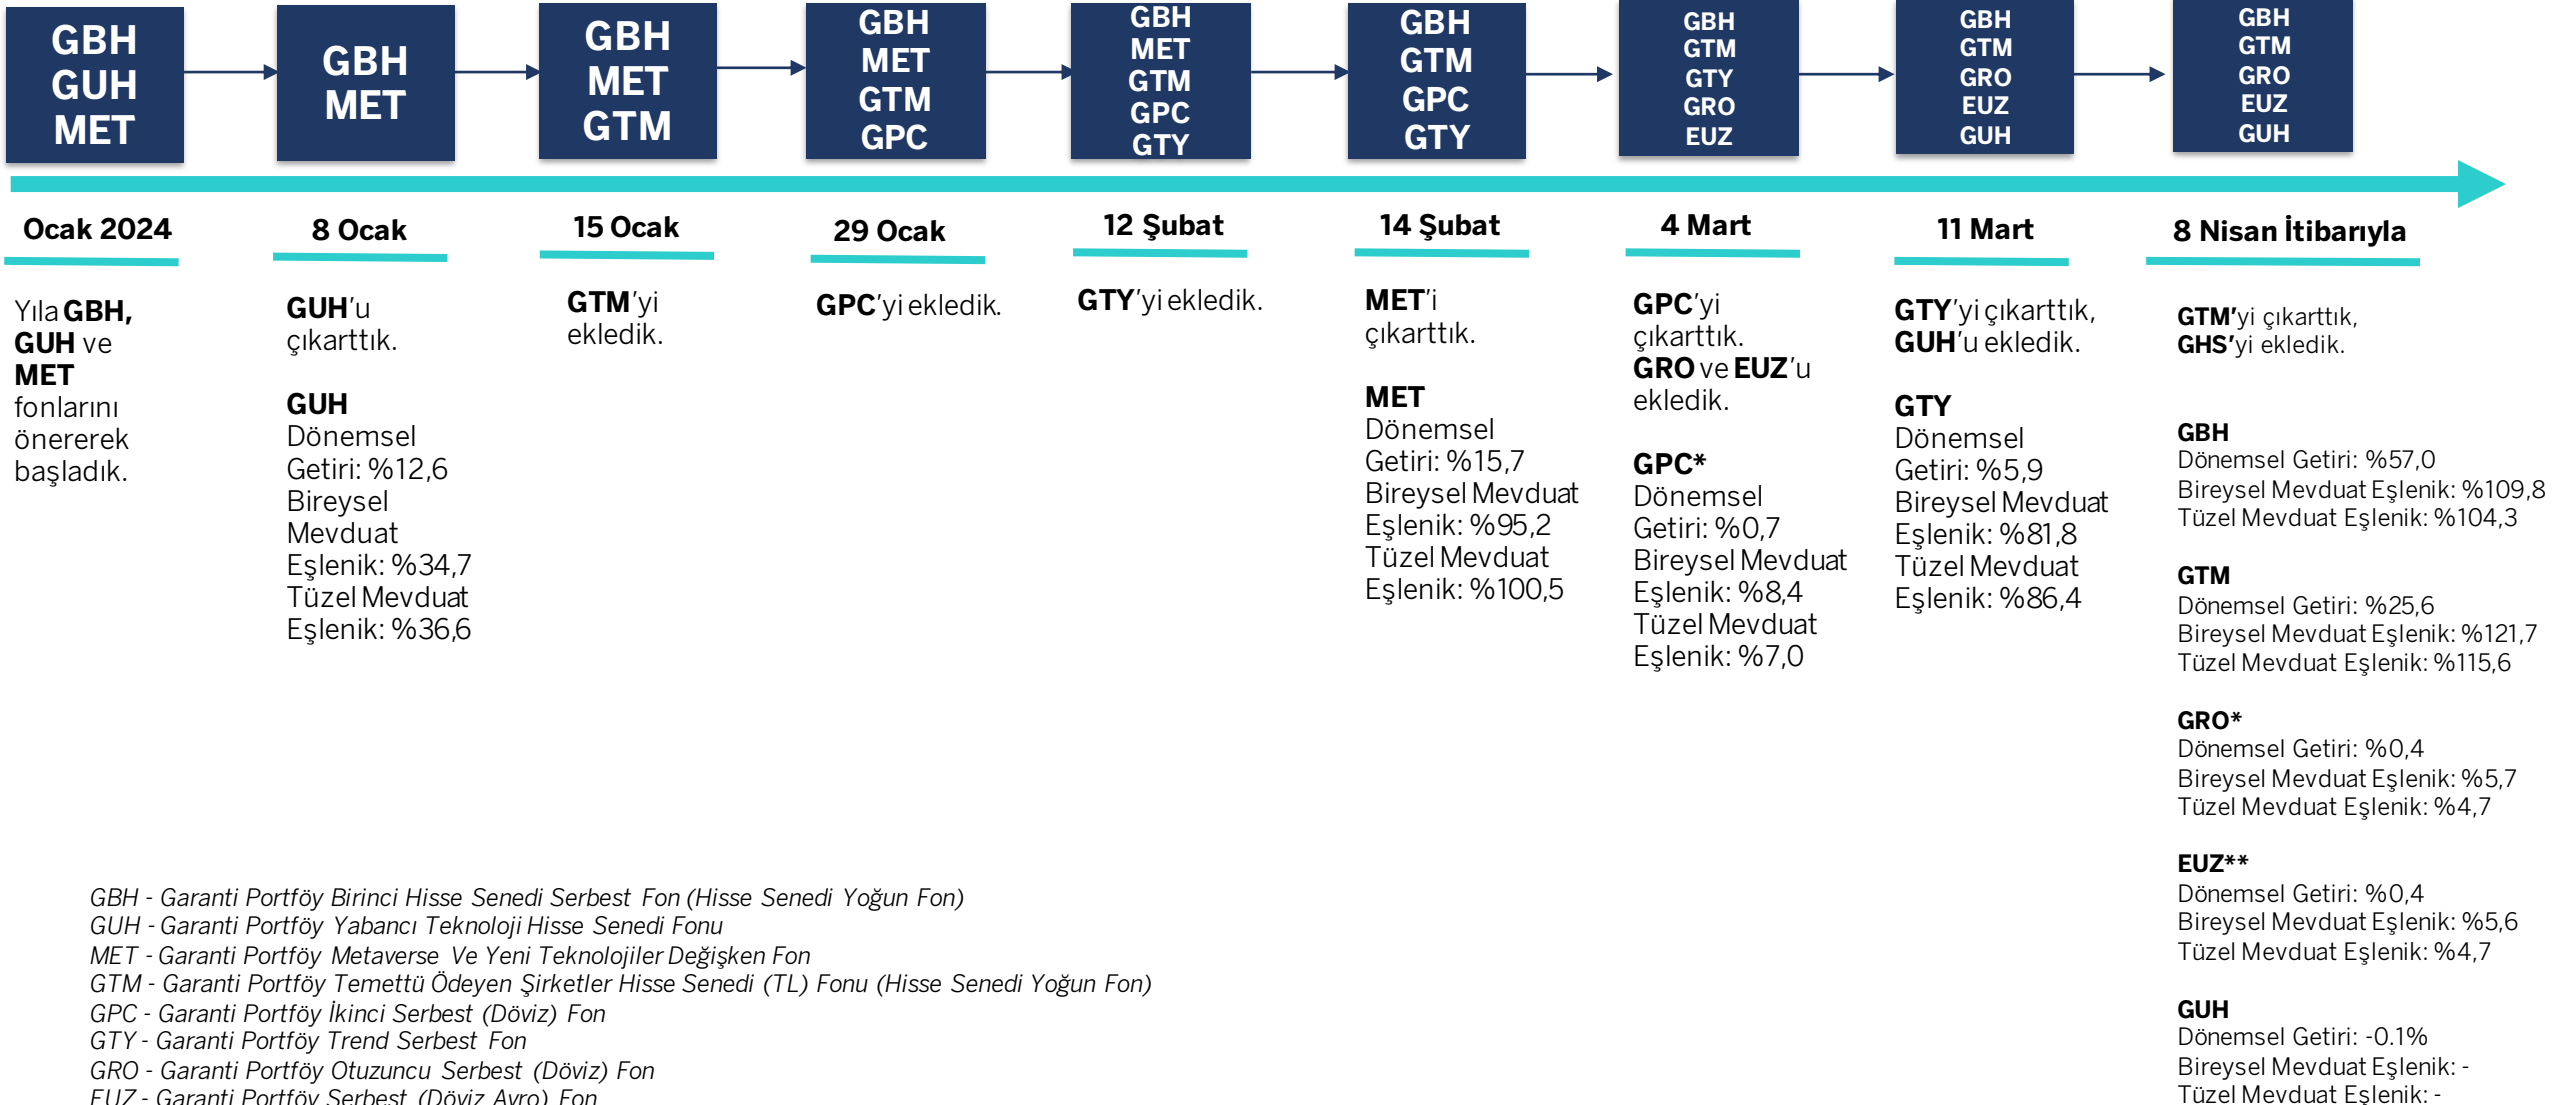 GBH
GUH
MET
GBH
MET
GBH
MET
GTM
GBH
MET
GTM
GPC
GBH
MET
GTM
GPC
GTY
GBH
GTM
GPC
GTY
GBH
GTM
GTY
GRO
EUZ
GBH
GTM
GRO
EUZ
GUH
GBH
GTM
GRO
EUZ
GUH
Ocak 2024
Yıla GBH,
GUH ve
MET
fonlarını
önererek
başladık.
8 Ocak
GUH'u
çıkarttık.
GUH
Dönemsel
Getiri: %12,6
Bireysel
Mevduat
Eşlenik: %34,7
Tüzel Mevduat
Eşlenik: %36,6
15 Ocak
GTM'yi
ekledik.
29 Ocak
GPC'yi ekledik.
12 Şubat
GTY'yi ekledik.
14 Şubat
MET'i
çıkarttık.
MET
Dönemsel
Getiri: %15,7
Bireysel Mevduat
Eşlenik: %95,2
Tüzel Mevduat
Eşlenik: %100,5
4 Mart
GPC'yi
çıkarttık.
GRO ve EUZ'u
ekledik.
GPC*
Dönemsel
Getiri: %0,7
Bireysel Mevduat
Eşlenik: %8,4
Tüzel Mevduat
Eşlenik: %7,0
11 Mart
GTY'yi çıkarttık,
GUH'u ekledik.
GTY
Dönemsel
Getiri: %5,9
Bireysel Mevduat
Eşlenik: %81,8
Tüzel Mevduat
Eşlenik: %86,4
8 Nisan İtibarıyla
GTM'yi çıkarttık,
GHS'yi ekledik.
GBH
Dönemsel Getiri: %57,0
Bireysel Mevduat Eşlenik: %109,8
Tüzel Mevduat Eşlenik: %104,3
GTM
Dönemsel Getiri: %25,6
Bireysel Mevduat Eşlenik: %121,7
Tüzel Mevduat Eşlenik: %115,6
GRO*
Dönemsel Getiri: %0,4
Bireysel Mevduat Eşlenik: %5,7
Tüzel Mevduat Eşlenik: %4,7
EUZ**
Dönemsel Getiri: %0,4
Bireysel Mevduat Eşlenik: %5,6
Tüzel Mevduat Eşlenik: %4,7
GUH
Dönemsel Getiri: -0.1%
Bireysel Mevduat Eşlenik: -
Tüzel Mevduat Eşlenik: -
GBH - Garanti Portföy Birinci Hisse Senedi Serbest Fon (Hisse Senedi Yoğun Fon)
GUH - Garanti Portföy Yabancı Teknoloji Hisse Senedi Fonu
MET - Garanti Portföy Metaverse Ve Yeni Teknolojiler Değişken Fon
GTM - Garanti Portföy Temettü Ödeyen Şirketler Hisse Senedi (TL) Fonu (Hisse Senedi Yoğun Fon)
GPC - Garanti Portföy İkinci Serbest (Döviz) Fon
GTY - Garanti Portföy Trend Serbest Fon
GRO - Garanti Portföy Otuzuncu Serbest (Döviz) Fon
EUZ - Garanti Portföy Serbest (Döviz Avro) Fon